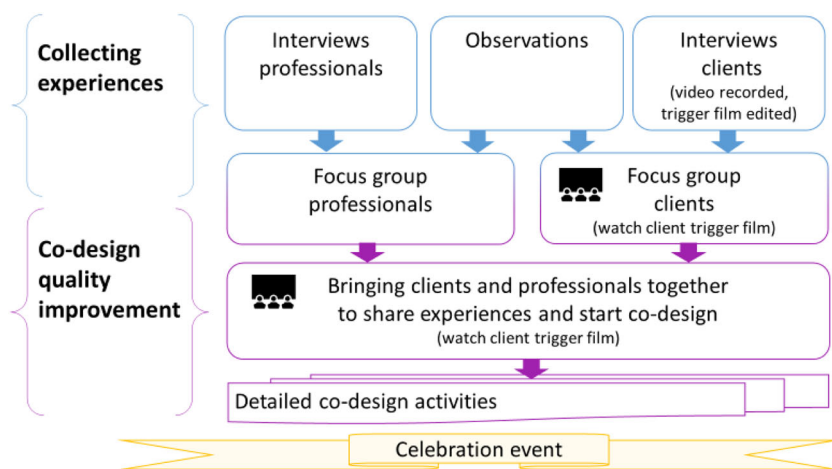 Collecting
experiences
Interviews
professionals
Observations
Interviews
clients
(video recorded,
trigger film edited)
Focus group
professionals
Focus group
clients
(watch client trigger film)
Co-design
quality
improvement
Bringing clients and professionals together
to share experiences and start co-design
(watch client trigger film)
Detailed co-design activities
Celebration event